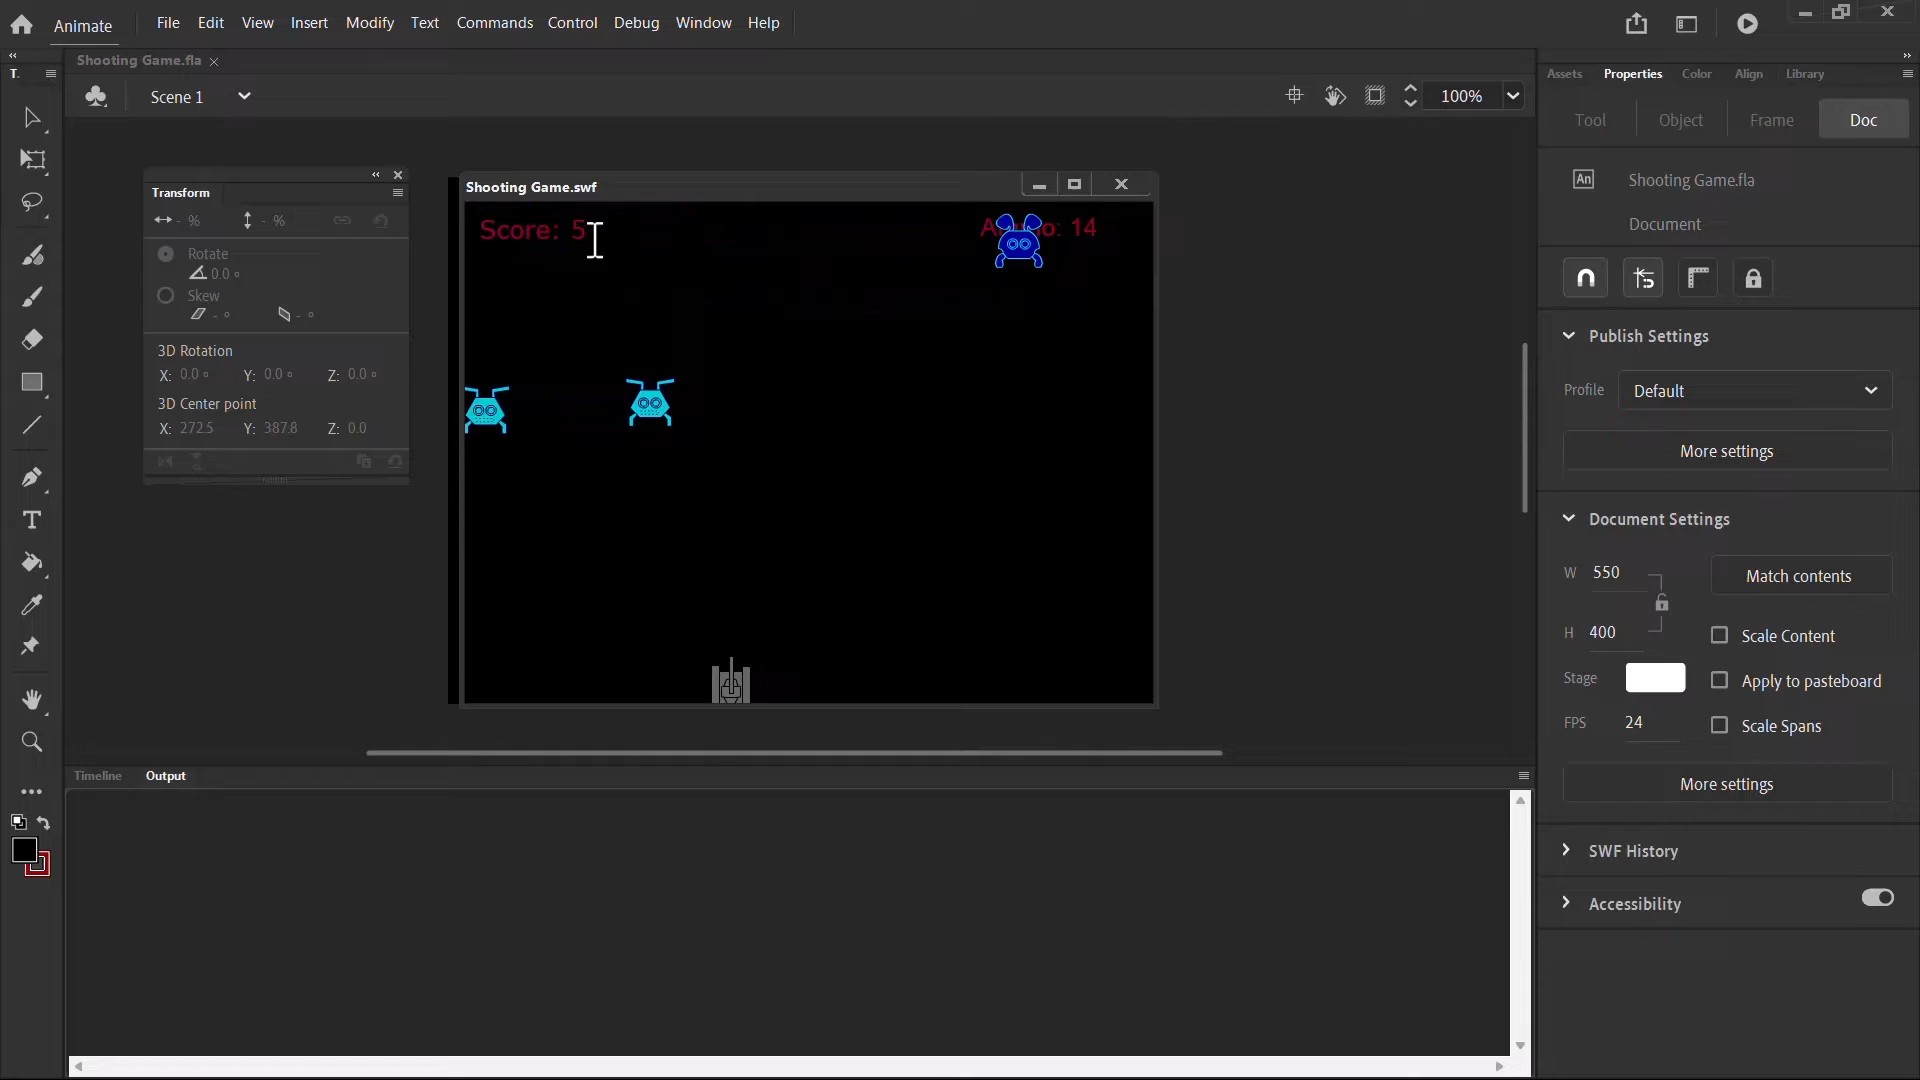 Animate File Edit View Insert Modify Text Commands Control Debug Window Help
Shooting Game.fla
Scene 1
100%
T.
Transform
- % - %
Rotate
0.0 °
Skew
- ° - °
3D Rotation
X: 0.0 ° Y: 0.0 ° Z: 0.0 °
3D Center point
X: 272.5 Y: 387.8 Z: 0.0
Shooting Game.swf
Score: 5
14
Timeline Output
Assets Properties Color Align Library
Tool Object Frame Doc
An Shooting Game.fla
Document
Publish Settings
Profile Default
More settings
Document Settings
W 550
Match contents
H 400
Scale Content
Stage
Apply to pasteboard
FPS 24
Scale Spans
More settings
SWF History
Accessibility